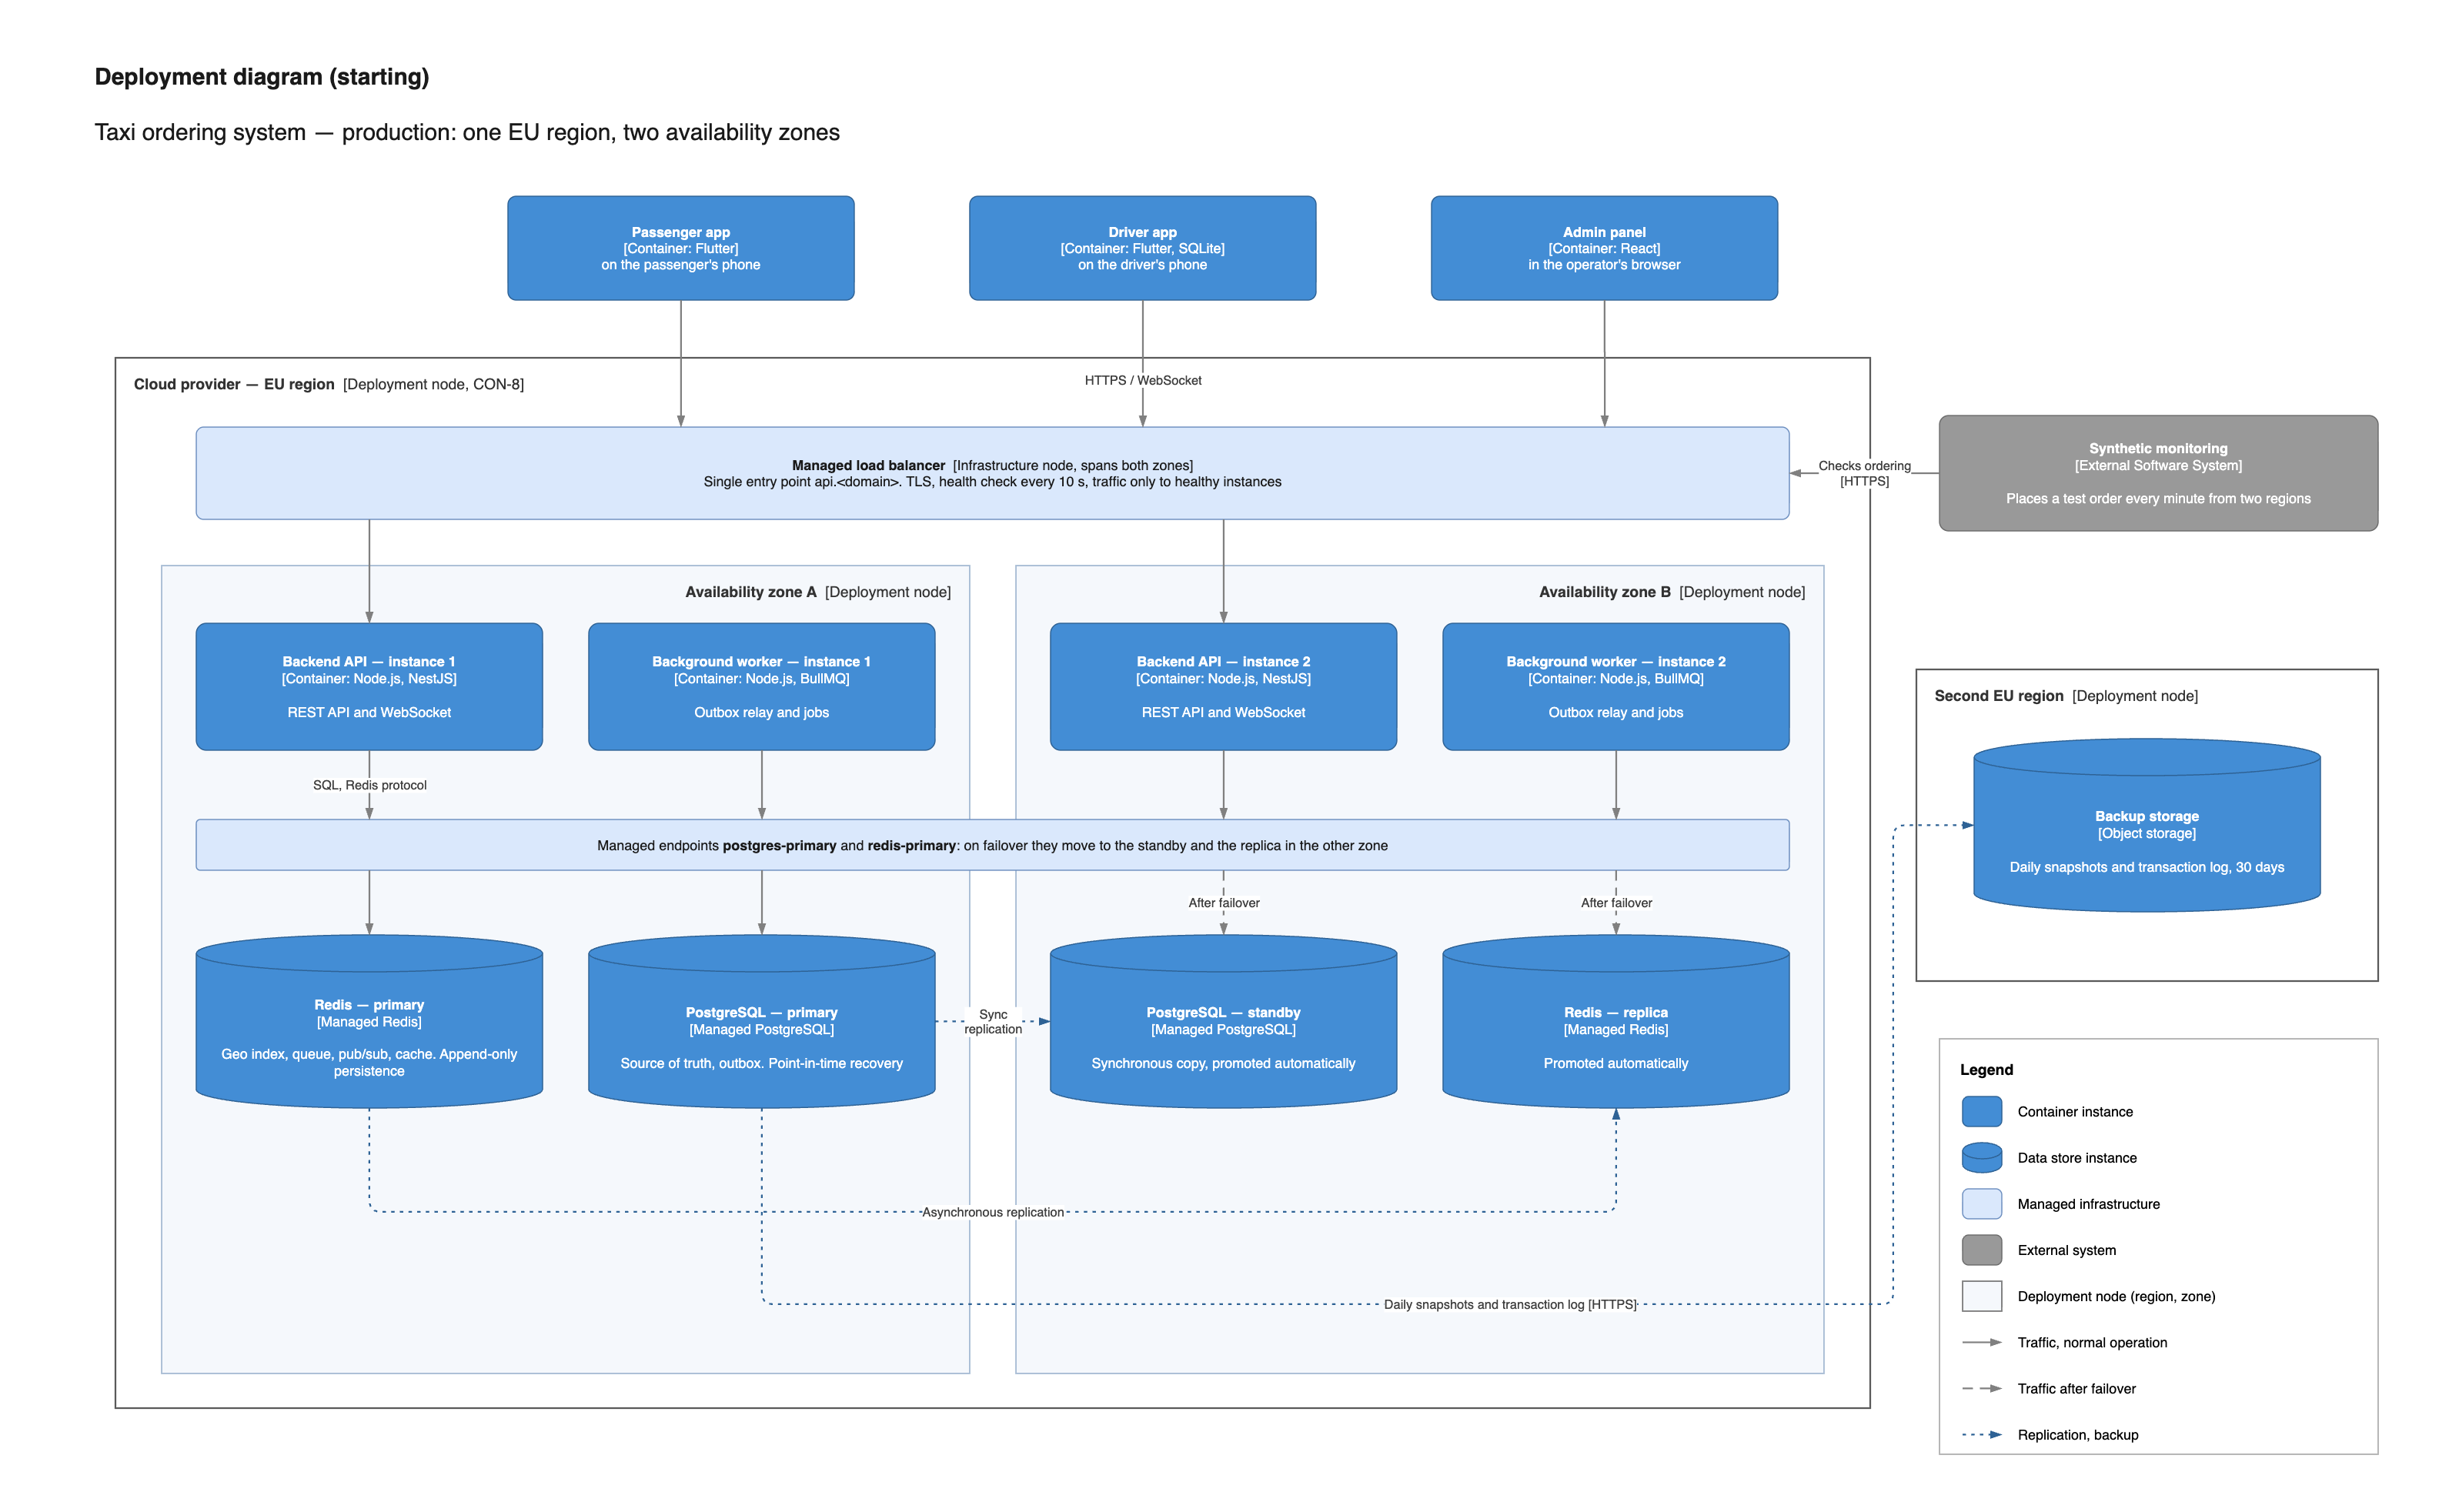 Deployment diagram (starting)
Taxi ordering system — production: one EU region, two availability zones
Passenger app
[Container: Flutter]
on the passenger's phone
Driver app
[Container: Flutter, SQLite]
on the driver's phone
Admin panel
[Container: React]
in the operator's browser
Cloud provider — EU region [Deployment node, CON-8]
HTTPS / WebSocket
Managed load balancer [Infrastructure node, spans both zones]
Single entry point api.<domain>. TLS, health check every 10 s, traffic only to healthy instances
Checks ordering
[HTTPS]
Synthetic monitoring
[External Software System]
Places a test order every minute from two regions
Availability zone A [Deployment node]
Availability zone B [Deployment node]
Backend API — instance 1
[Container: Node.js, NestJS]
REST API and WebSocket
Background worker — instance 1
[Container: Node.js, BullMQ]
Outbox relay and jobs
Backend API — instance 2
[Container: Node.js, NestJS]
REST API and WebSocket
Background worker — instance 2
[Container: Node.js, BullMQ]
Outbox relay and jobs
Second EU region [Deployment node]
Backup storage
[Object storage]
Daily snapshots and transaction log, 30 days
SQL, Redis protocol
Managed endpoints postgres-primary and redis-primary: on failover they move to the standby and the replica in the other zone
After failover
After failover
Redis — primary
[Managed Redis]
Geo index, queue, pub/sub, cache. Append-only
persistence
PostgreSQL — primary
[Managed PostgreSQL]
Source of truth, outbox. Point-in-time recovery
Sync
replication
PostgreSQL — standby
[Managed PostgreSQL]
Synchronous copy, promoted automatically
Redis — replica
[Managed Redis]
Promoted automatically
Asynchronous replication
Daily snapshots and transaction log [HTTPS]
Legend
Container instance
Data store instance
Managed infrastructure
External system
Deployment node (region, zone)
Traffic, normal operation
Traffic after failover
Replication, backup